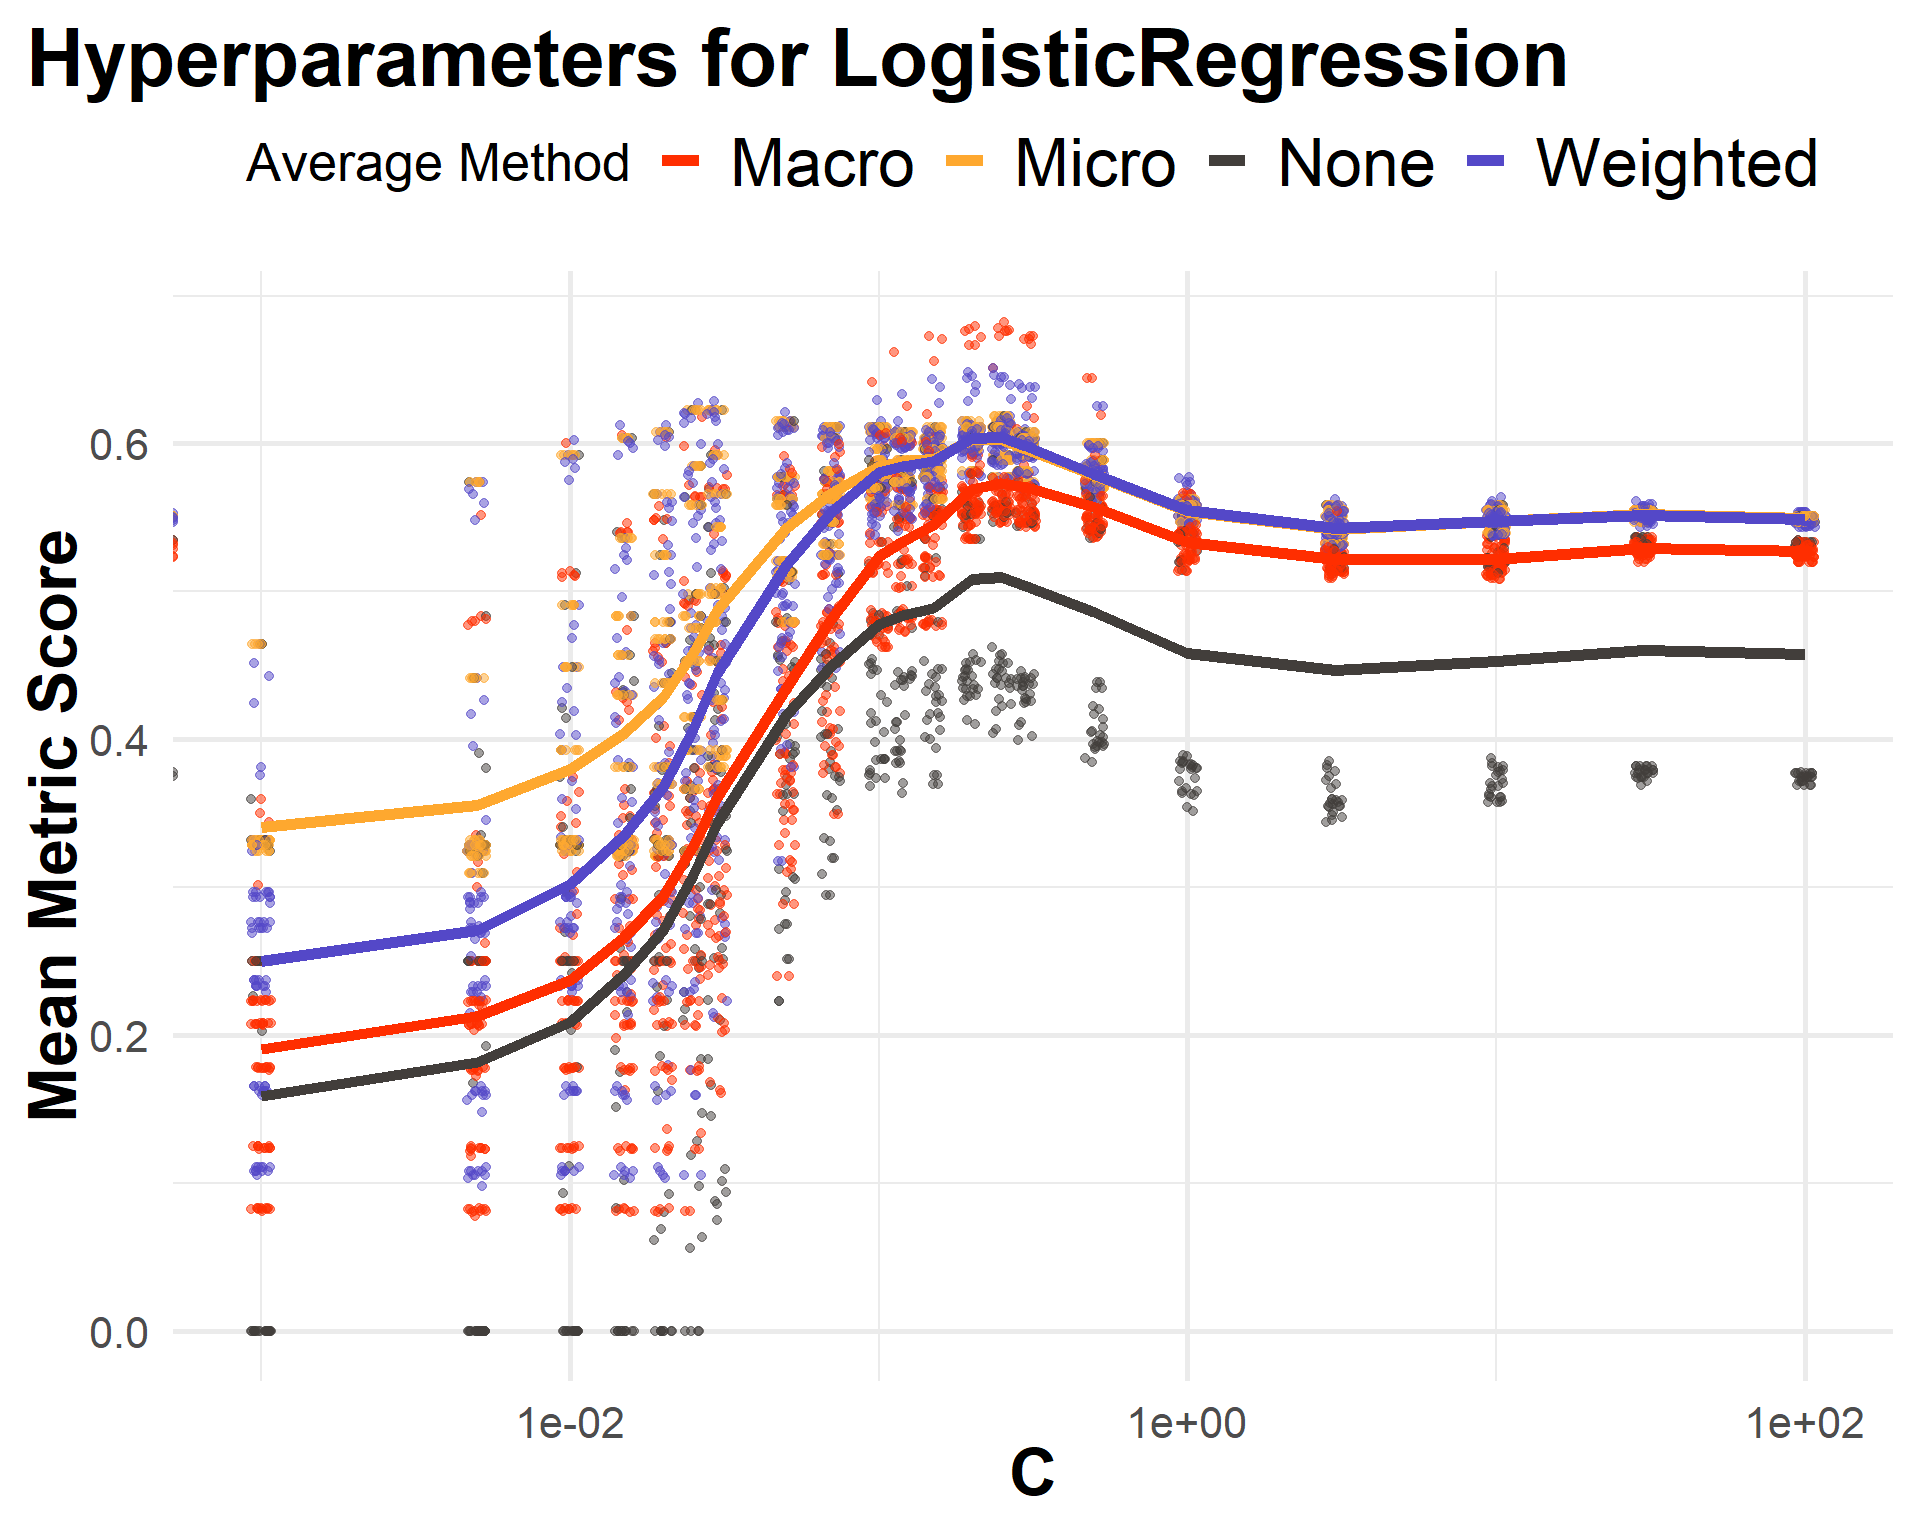 Hyperparameters for LogisticRegression
Average Method Macro Micro None Weighted
Mean Metric Score
0.6
0.4
0.2
0.0
1e-02 1e+00 1e+02
C